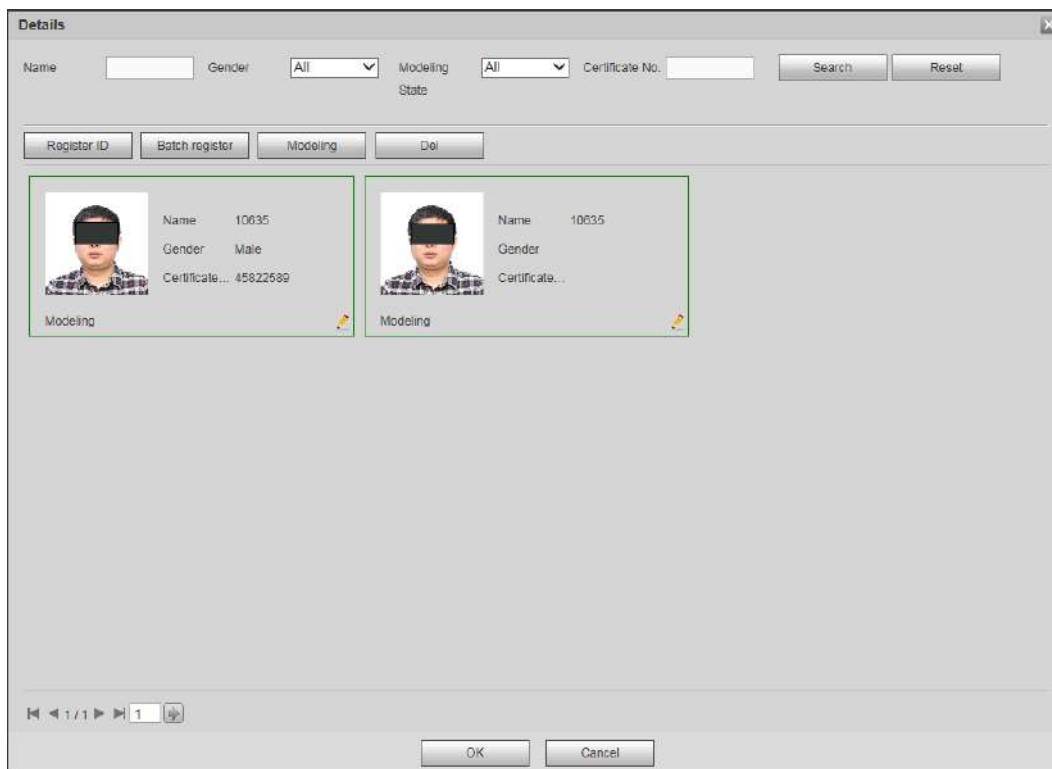 Details
Name Gender All Modeling State All Certificate No. Search Reset
Register ID Batch register Modeling Del
Name 10635 Name 10635
Gender Male Gender
Certificate... 45822589 Certificate...
Modeling Modeling
1 / 1 1
OK Cancel